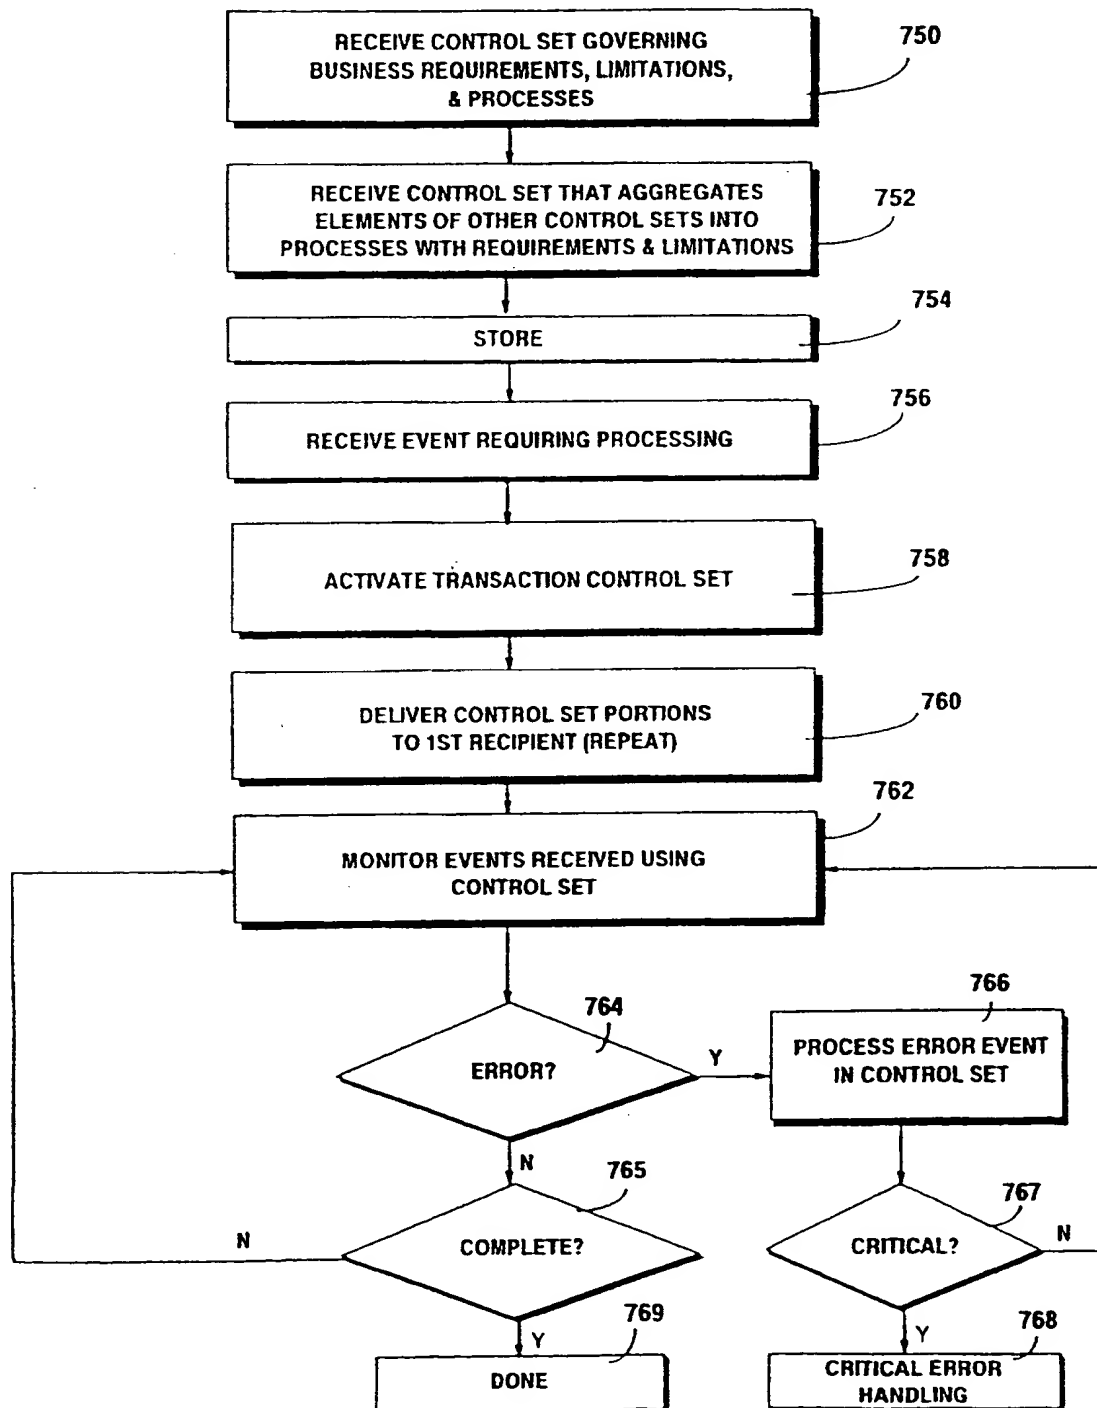 RECEIVE CONTROL SET GOVERNING
BUSINESS REQUIREMENTS, LIMITATIONS,
& PROCESSES
750
RECEIVE CONTROL SET THAT AGGREGATES
ELEMENTS OF OTHER CONTROL SETS INTO
PROCESSES WITH REQUIREMENTS & LIMITATIONS
752
STORE
754
RECEIVE EVENT REQUIRING PROCESSING
756
ACTIVATE TRANSACTION CONTROL SET
758
DELIVER CONTROL SET PORTIONS
TO 1ST RECIPIENT (REPEAT)
760
MONITOR EVENTS RECEIVED USING
CONTROL SET
762
ERROR?
764
Y
PROCESS ERROR EVENT
IN CONTROL SET
766
N
COMPLETE?
765
N
CRITICAL?
767
N
Y
DONE
769
Y
CRITICAL ERROR
HANDLING
768